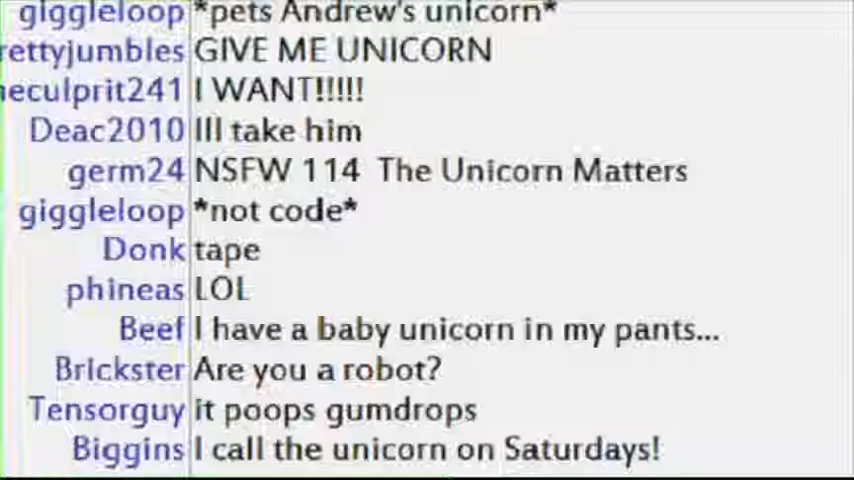 giggleloop *pets Andrew's unicorn*
rettyjumbles GIVE ME UNICORN
eculprit241 I WANT!!!!!
Deac2010 Ill take him
germ24 NSFW 114 The Unicorn Matters
giggleloop *not code*
Donk tape
phineas LOL
Beef I have a baby unicorn in my pants...
Brickster Are you a robot?
Tensorguy it poops gumdrops
Biggins I call the unicorn on Saturdays!